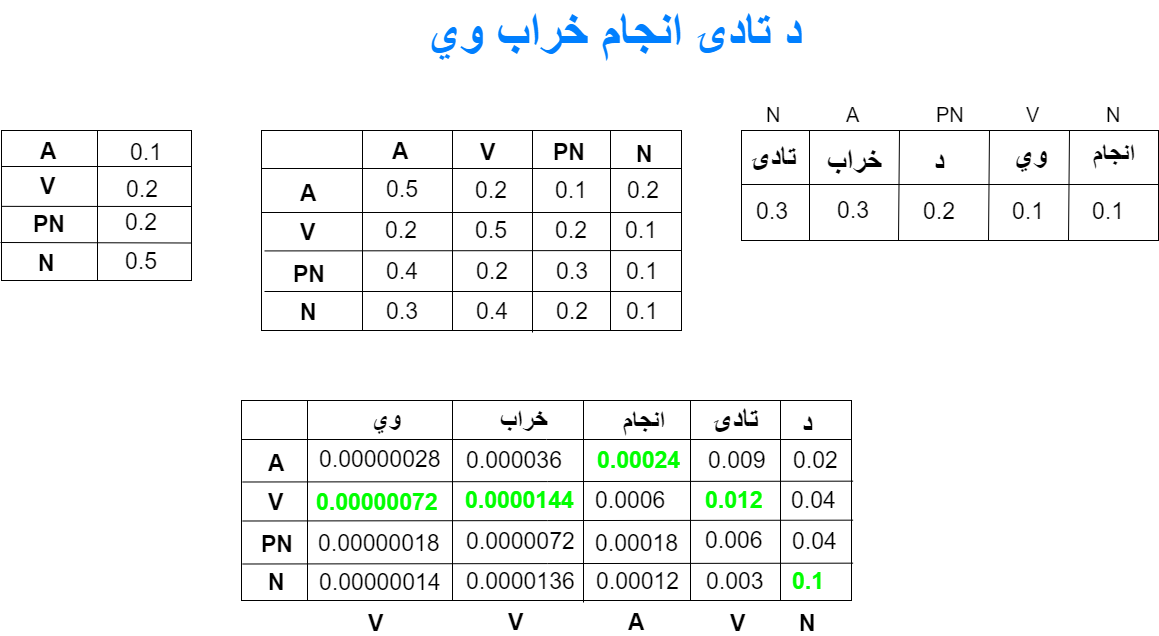 د تادۍ انجام خراب وي
N A PN V N
تادۍ خراب د وي انجام
0.3 0.3 0.2 0.1 0.1
A 0.1
V 0.2
PN 0.2
N 0.5
A V PN N
A 0.5 0.2 0.1 0.2
V 0.2 0.5 0.2 0.1
PN 0.4 0.2 0.3 0.1
N 0.3 0.4 0.2 0.1
وي خراب انجام تادۍ د
A 0.00000028 0.000036 0.00024 0.009 0.02
V 0.00000072 0.0000144 0.0006 0.012 0.04
PN 0.00000018 0.0000072 0.00018 0.006 0.04
N 0.00000014 0.0000136 0.00012 0.003 0.1
V V A V N